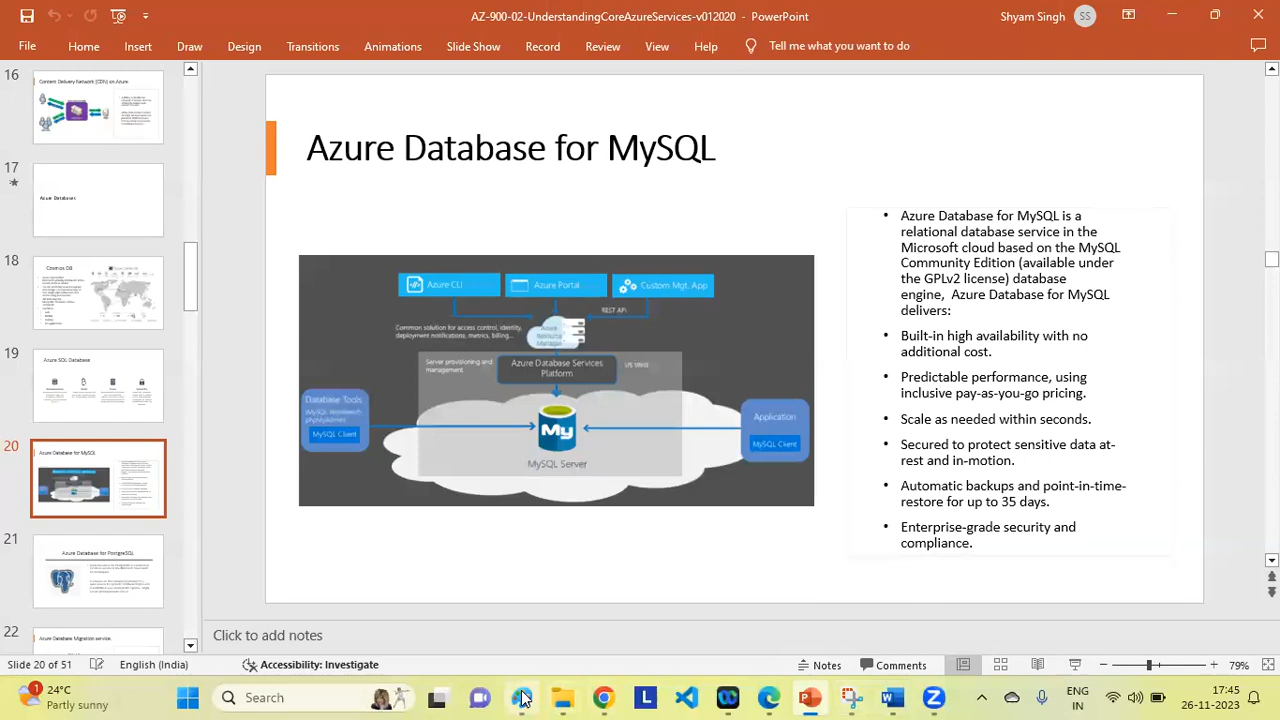 AZ-900-02-UnderstandingCoreAzureServices-v012020 - PowerPoint
Shyam Singh
SS
File Home Insert Draw Design Transitions Animations Slide Show Record Review View Help Tell me what you want to do
16
Content Delivery Network (CDN) on Azure.
17
Azure Databases
18
Cosmos DB
19
Azure SQL Database
20
Azure Database for MySQL
21
Azure Database for PostgreSQL
22
Azure Database Migration service.
Azure Database for MySQL
Azure CLI
Azure Portal
Custom Mgt. App
REST API
Common solution for access control, identity,
deployment notifications, metrics, billing...
Azure
Resource
Manager
Server provisioning and
management
Azure Database Services
Platform
Database Tools
MySQL Workbench
phpMyAdmin
MySQL Client
My
MySQL Server
Application
MySQL Client
• Azure Database for MySQL is a
relational database service in the
Microsoft cloud based on the MySQL
Community Edition (available under
the GPLv2 license) database
engine, Azure Database for MySQL
delivers:
• Built-in high availability with no
additional cost.
• Predictable performance, using
inclusive pay-as-you-go pricing.
• Scale as needed within seconds.
• Secured to protect sensitive data at-
rest and in-motion.
• Automatic backups and point-in-time-
restore for up to 35 days.
• Enterprise-grade security and
compliance.
Click to add notes
Slide 20 of 51 English (India) Accessibility: Investigate Notes Comments 79%
1
24°C
Partly sunny
Search
ENG
IN
17:45
26-11-2023